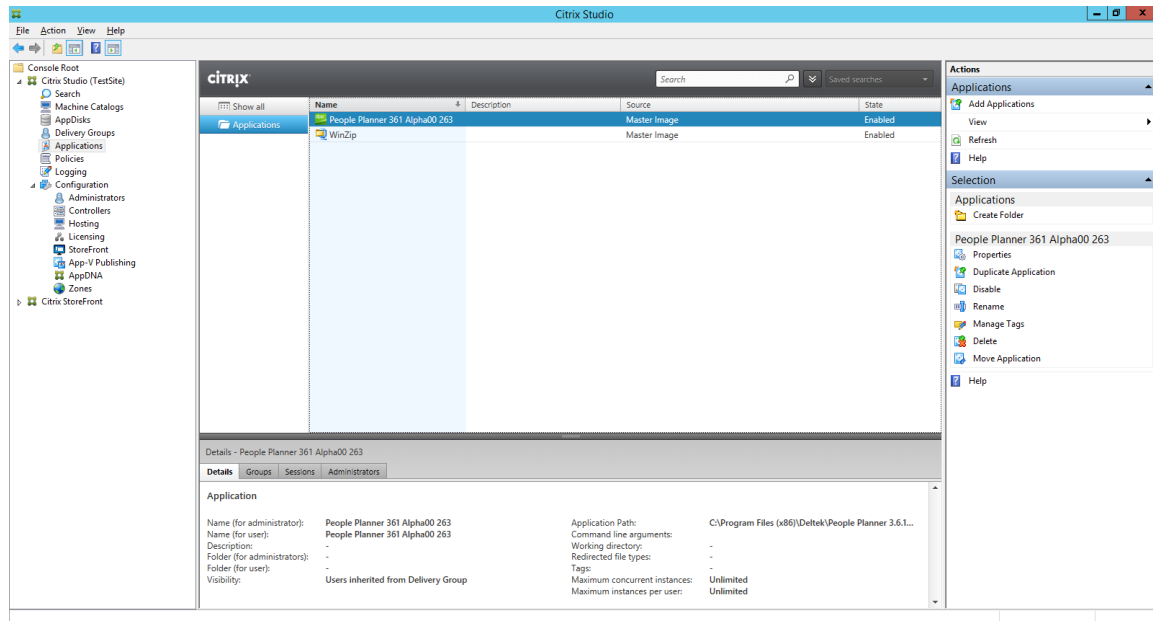 Citrix Studio
File Action View Help
Console Root
Citrix Studio (TestSite)
Search
Machine Catalogs
AppDisks
Delivery Groups
Applications
Policies
Logging
Configuration
Administrators
Controllers
Hosting
Licensing
StoreFront
App-V Publishing
AppDNA
Zones
Citrix StoreFront
CİTRIX
Search
Saved searches
Show all
Applications
Name Description Source State
People Planner 361 Alpha00 263 Master Image Enabled
WinZip Master Image Enabled
Details - People Planner 361 Alpha00 263
Details Groups Sessions Administrators
Application
Name (for administrator): People Planner 361 Alpha00 263
Name (for user): People Planner 361 Alpha00 263
Description: -
Folder (for administrators): -
Folder (for user): -
Visibility: Users inherited from Delivery Group
Application Path: C:\Program Files (x86)\Deltek\People Planner 3.6.1...
Command line arguments:
Working directory: -
Redirected file types: -
Tags: -
Maximum concurrent instances: Unlimited
Maximum instances per user: Unlimited
Actions
Applications
Add Applications
View
Refresh
Help
Selection
Applications
Create Folder
People Planner 361 Alpha00 263
Properties
Duplicate Application
Disable
Rename
Manage Tags
Delete
Move Application
Help